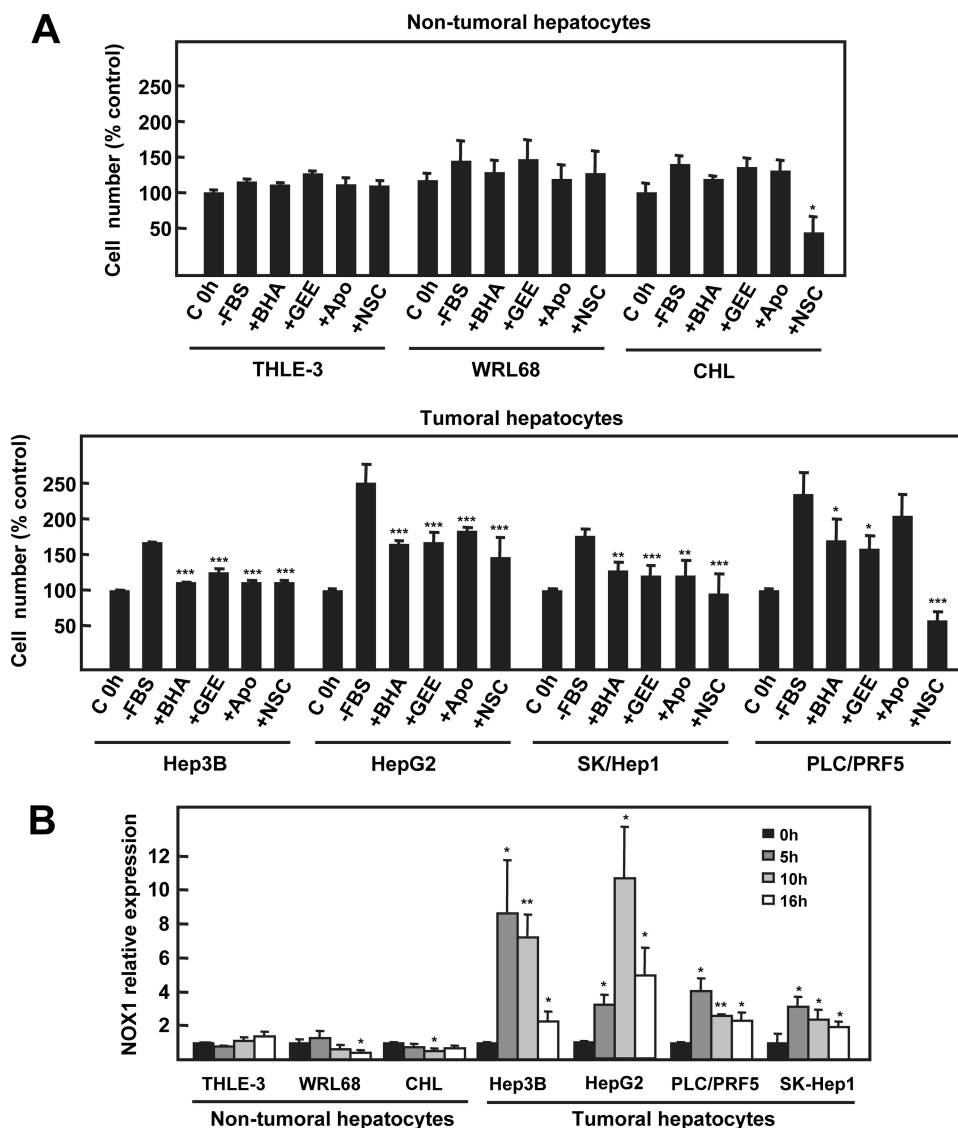 A
Non-tumoral hepatocytes
Cell number (% control)
250
200
150
100
50
*
C 0h -FBS +BHA +GEE +Apo +NSC C 0h -FBS +BHA +GEE +Apo +NSC C 0h -FBS +BHA +GEE +Apo +NSC
THLE-3 WRL68 CHL
Tumoral hepatocytes
Cell number (% control)
250
200
150
100
50
*** *** *** *** *** *** *** *** ** *** ** *** * * ***
C 0h -FBS +BHA +GEE +Apo +NSC C 0h -FBS +BHA +GEE +Apo +NSC C 0h -FBS +BHA +GEE +Apo +NSC C 0h -FBS +BHA +GEE +Apo +NSC
Hep3B HepG2 SK/Hep1 PLC/PRF5
B
NOX1 relative expression
12
10
8
6
4
2
* * * ** * * * * * ** * * * *
0h
5h
10h
16h
THLE-3 WRL68 CHL Hep3B HepG2 PLC/PRF5 SK-Hep1
Non-tumoral hepatocytes Tumoral hepatocytes